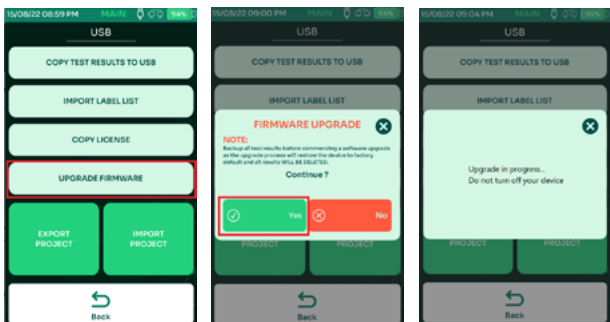 15/08/22 08:59 PM MAIN 94%
USB
COPY TEST RESULTS TO USB
IMPORT LABEL LIST
COPY LICENSE
UPGRADE FIRMWARE
EXPORT
PROJECT
IMPORT
PROJECT
Back
15/08/22 09:00 PM MAIN 94%
USB
COPY TEST RESULTS TO USB
IMPORT LABEL LIST
FIRMWARE UPGRADE
NOTE:
Backup all test results before commencing a software upgrade
as the upgrade process will restore the device to factory
default and all results WILL BE DELETED.
Continue ?
Yes
No
PROJECT
PROJECT
Back
15/08/22 09:04 PM MAIN
USB
COPY TEST RESULTS TO USB
IMPORT LABEL LIST
Upgrade in progress...
Do not turn off your device
PROJECT
PROJECT
Back